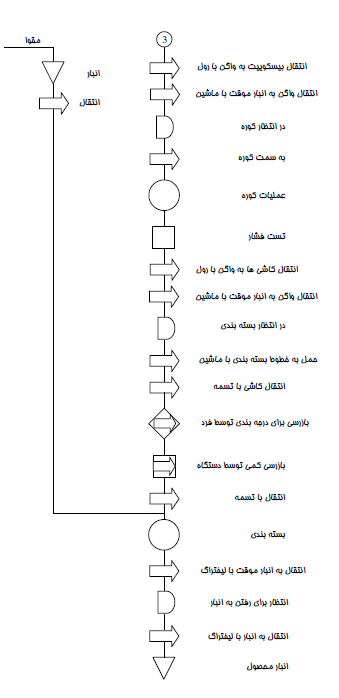 مقوا
انبار
انتقال
3
انتقال بیسکوییت به واگن با رول
انتقال واگن به انبار موقت با ماشین
در انتظار کوره
به سمت کوره
عملیات کوره
تست فشار
انتقال کاشی ها به واگن با رول
انتقال واگن به انبار موقت با ماشین
در انتظار بسته بندی
حمل به خطوط بسته بندی با ماشین
انتقال کاشی با تسمه
بازرسی برای درجه بندی توسط فرد
بازرسی کمی توسط دستگاه
انتقال با تسمه
بسته بندی
انتقال به انبار موقت با لیفتراگ
انتظار برای رفتن به انبار
انتقال به انبار با لیفتراگ
انبار محصول